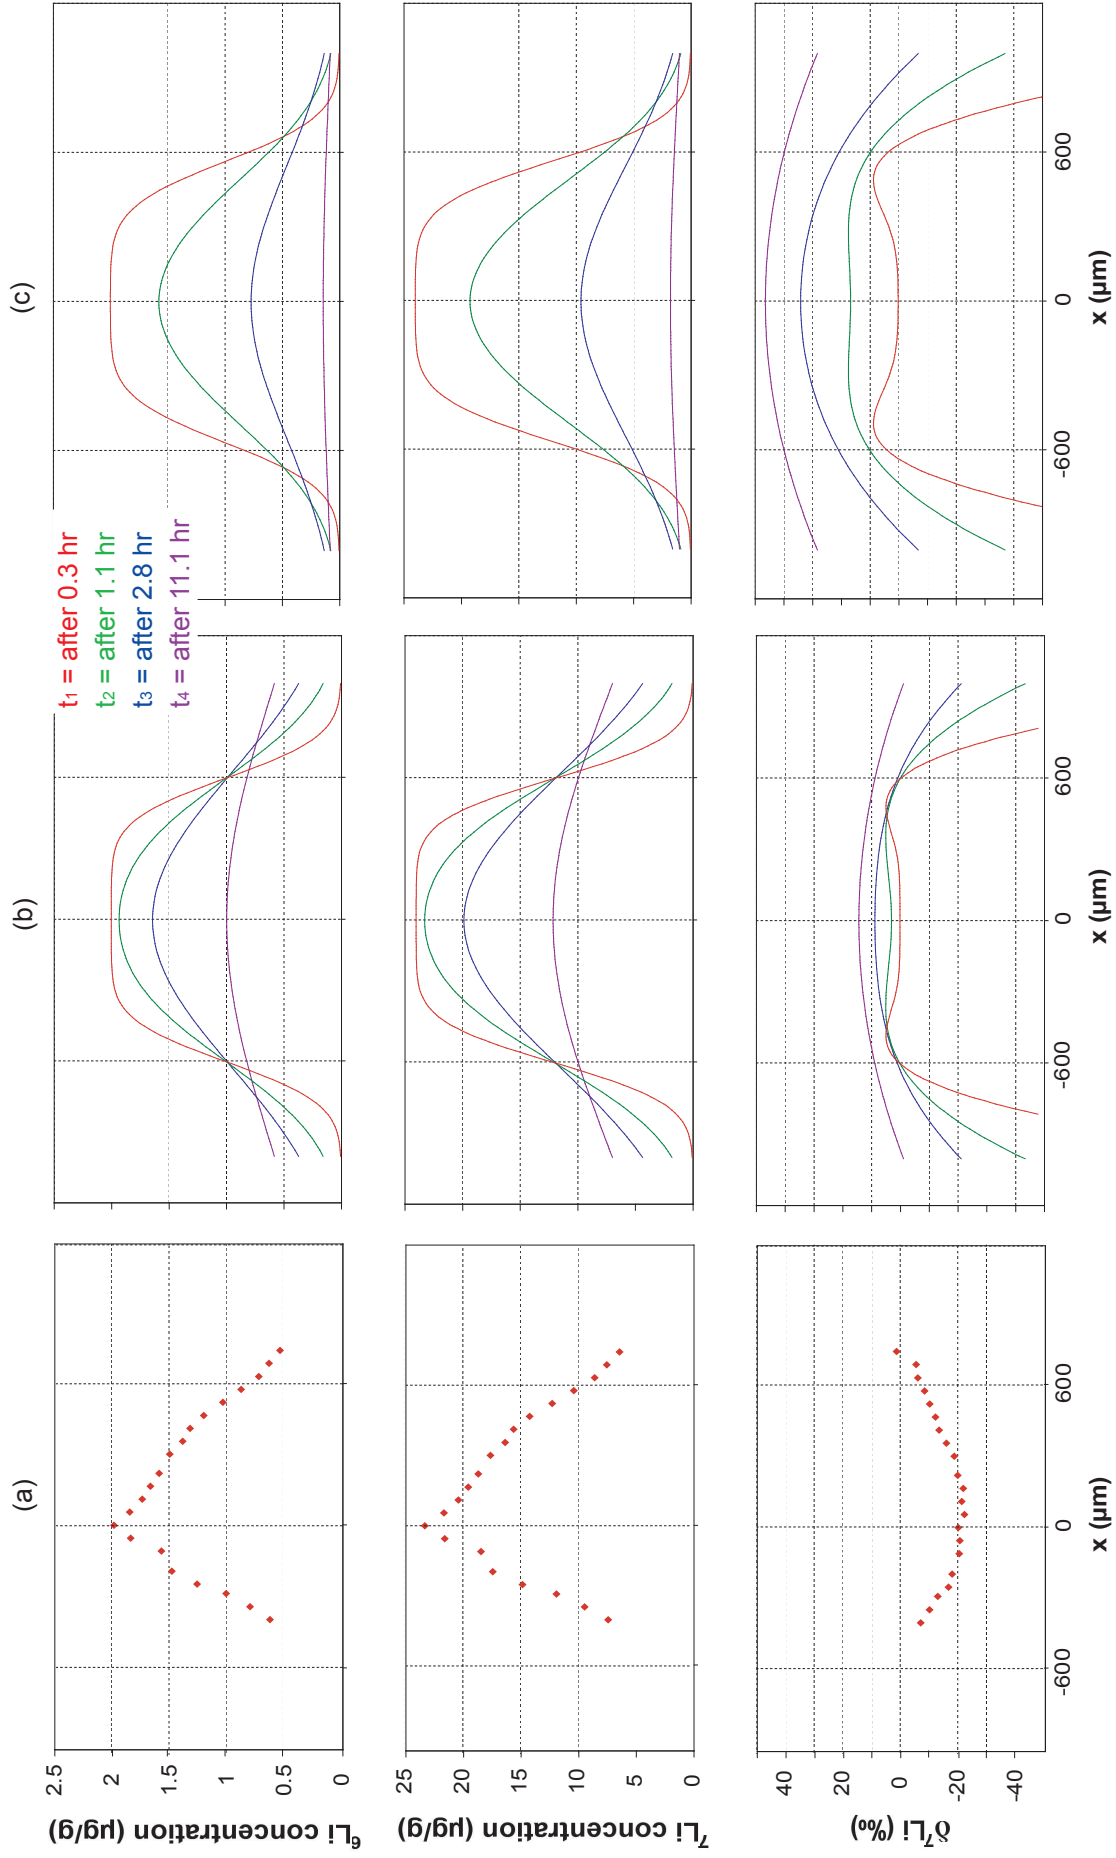 (a)
(b)
(c)
t₁ = after 0.3 hr
t₂ = after 1.1 hr
t₃ = after 2.8 hr
t₄ = after 11.1 hr
⁶Li concentration (µg/g)
2.5
2
1.5
1
0.5
0
⁷Li concentration (µg/g)
25
20
15
10
5
0
δ⁷Li (‰)
40
20
0
-20
-40
-600
0
600
-600
0
600
-600
0
600
x (µm)
x (µm)
x (µm)